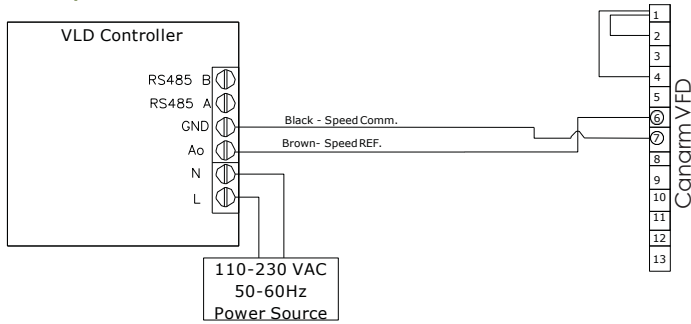 VLD Controller
RS485 B
RS485 A
GND
Ao
N
L
Black - Speed Comm.
Brown- Speed REF.
110-230 VAC
50-60Hz
Power Source
1
2
3
4
5
6
7
8
9
10
11
12
13
Canarm VFD